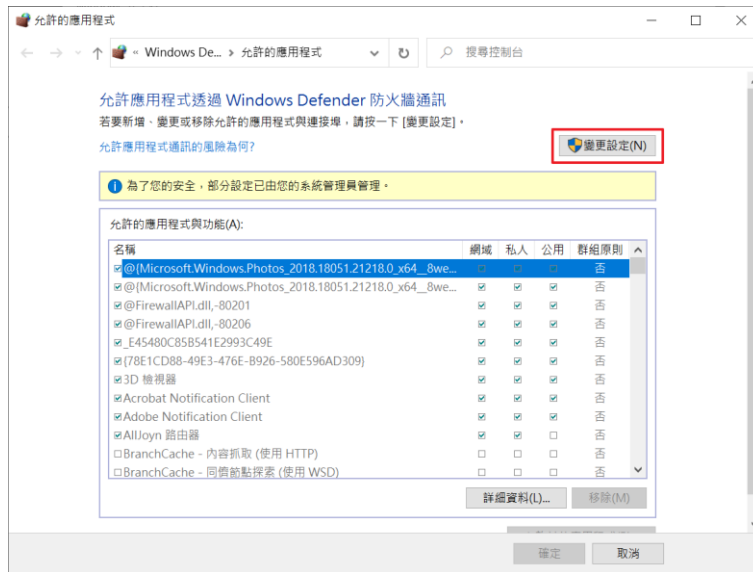 允許的應用程式
« Windows De... › 允許的應用程式
搜尋控制台
允許應用程式透過 Windows Defender 防火牆通訊
若要新增、變更或移除允許的應用程式與連接埠，請按一下 [變更設定]。
允許應用程式通訊的風險為何?
變更設定(N)
為了您的安全，部分設定已由您的系統管理員管理。
允許的應用程式與功能(A):
名稱 網域 私人 公用 群組原則
@{Microsoft.Windows.Photos_2018.18051.21218.0_x64__8we... 否
@{Microsoft.Windows.Photos_2018.18051.21218.0_x64__8we... 否
@FirewallAPI.dll,-80201 否
@FirewallAPI.dll,-80206 否
_E45480C85B541E2993C49E 否
{78E1CD88-49E3-476E-B926-580E596AD309} 否
3D 檢視器 否
Acrobat Notification Client 否
Adobe Notification Client 否
AllJoyn 路由器 否
BranchCache - 內容抓取 (使用 HTTP) 否
BranchCache - 同儕節點探索 (使用 WSD) 否
詳細資料(L)... 移除(M)
確定 取消